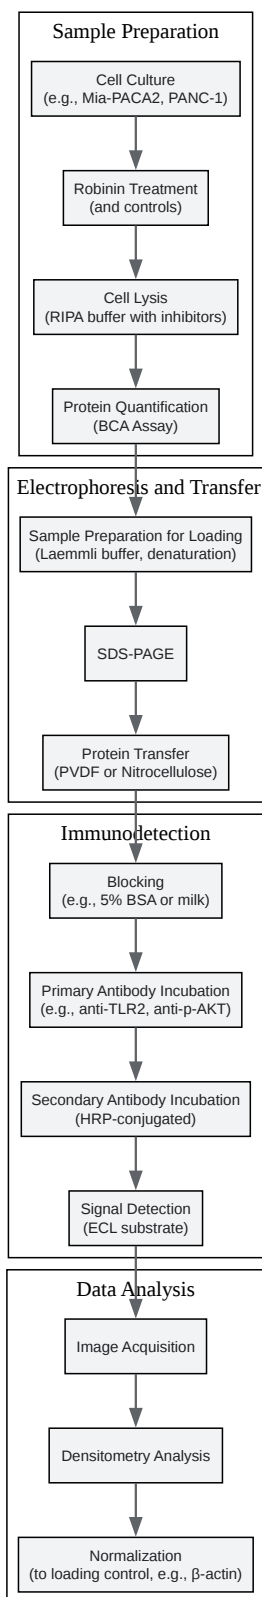 Sample Preparation
Cell Culture
(e.g., Mia-PACA2, PANC-1)
Robinin Treatment
(and controls)
Cell Lysis
(RIPA buffer with inhibitors)
Protein Quantification
(BCA Assay)
Electrophoresis and Transfer
Sample Preparation for Loading
(Laemmli buffer, denaturation)
SDS-PAGE
Protein Transfer
(PVDF or Nitrocellulose)
Immunodetection
Blocking
(e.g., 5% BSA or milk)
Primary Antibody Incubation
(e.g., anti-TLR2, anti-p-AKT)
Secondary Antibody Incubation
(HRP-conjugated)
Signal Detection
(ECL substrate)
Data Analysis
Image Acquisition
Densitometry Analysis
Normalization
(to loading control, e.g., β-actin)